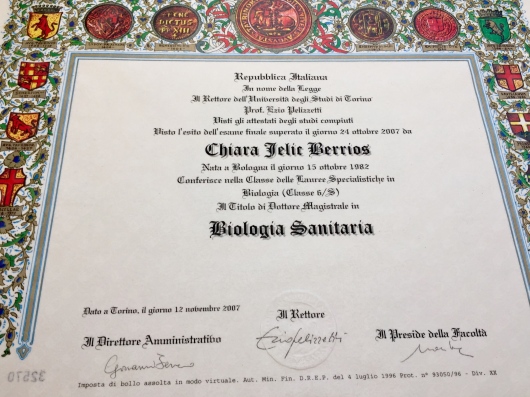 Repubblica Italiana
In nome della Legge
Il Rettore dell'Università degli Studi di Torino
Prof. Ezio Pelizzetti
Visti gli attestati degli studi compiuti
Visto l'esito dell'esame finale superato il giorno 24 ottobre 2007 da
Chiara Jelic Berrios
Nata a Bologna il giorno 15 ottobre 1982
Conferisce nella Classe delle Lauree Specialistiche in
Biologia (Classe 6/S)
Il Titolo di Dottore Magistrale in
Biologia Sanitaria
Dato a Torino, il giorno 12 novembre 2007
Il Direttore Amministrativo
Il Rettore
Il Preside della Facoltà
Imposta di bollo assolta in modo virtuale. Aut. Min. Fin. D.R.E.P. del 4 luglio 1996 Prot. n° 93050/96 - Div. XX